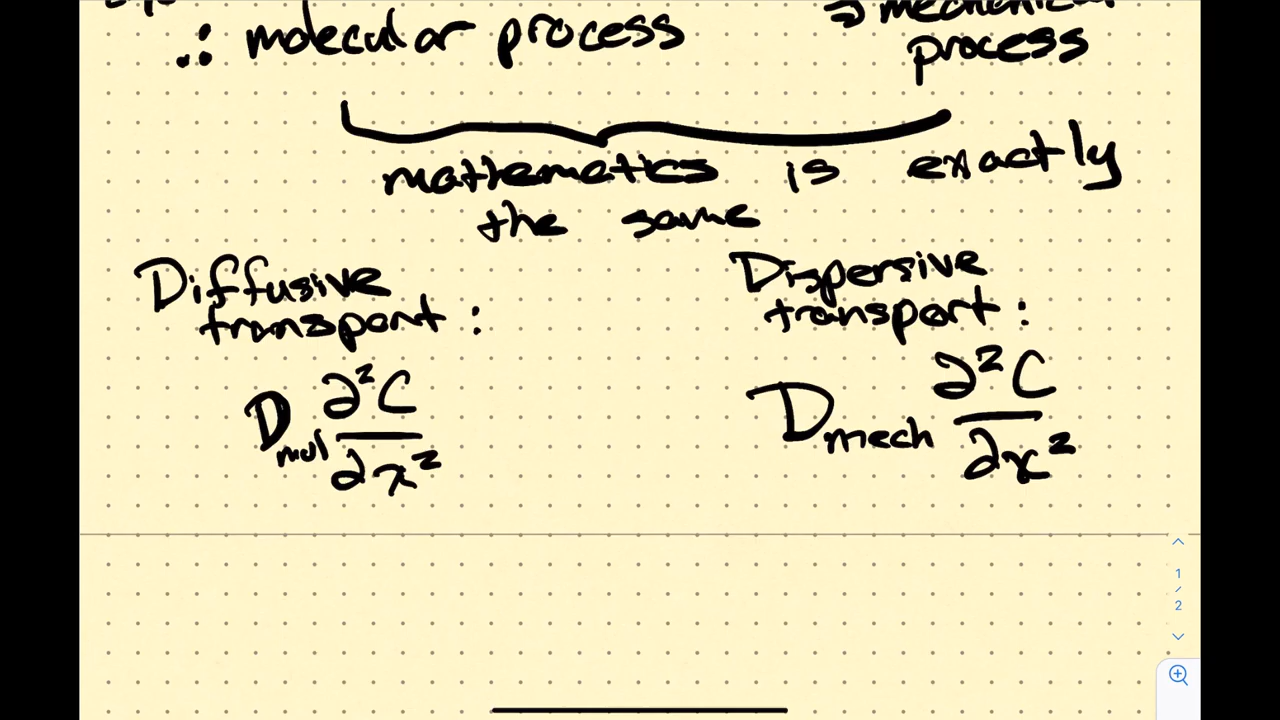 ∴ molecular process
⇒ mechanical
process
mathematics is exactly
the same
Diffusive
transport :
Dispersive
transport :
D_mol ∂²C/∂x²
D_mech ∂²C/∂x²
1
/
2